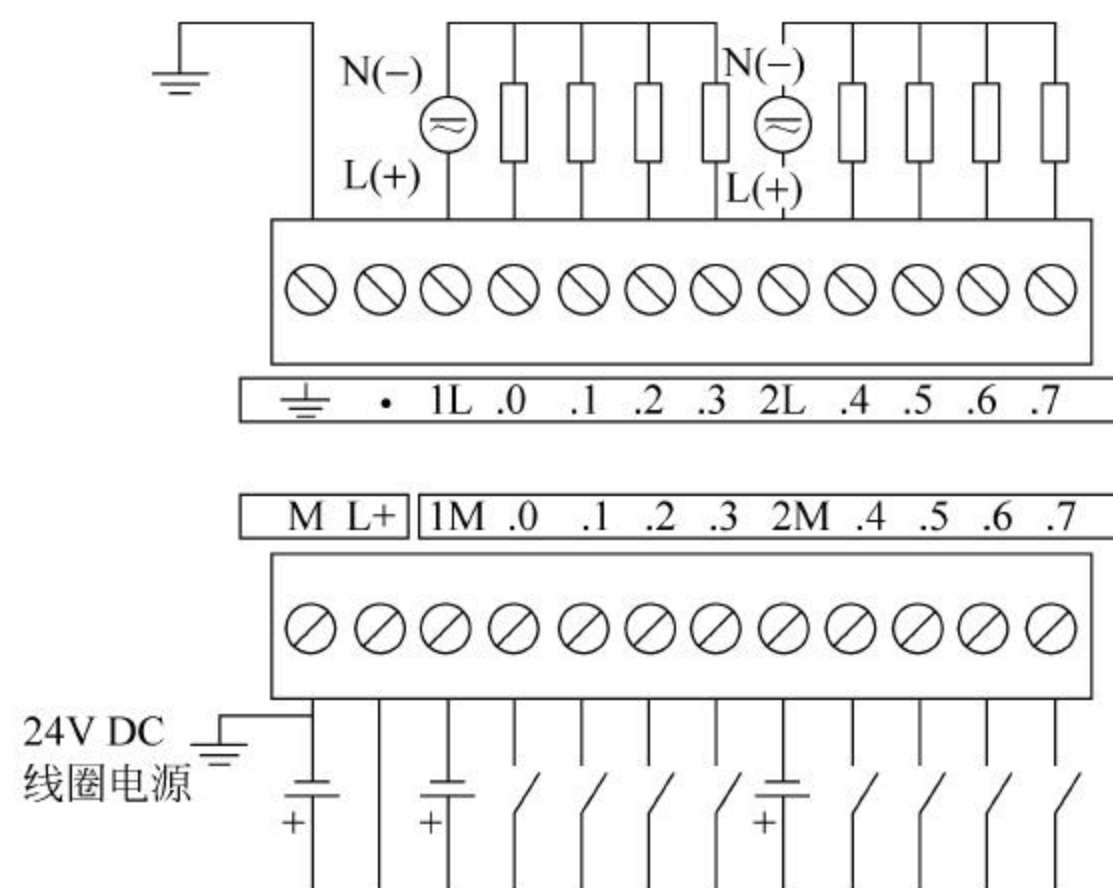 N(−) N(−)
L(+) L(+)
1L .0 .1 .2 .3 2L .4 .5 .6 .7
M L+ 1M .0 .1 .2 .3 2M .4 .5 .6 .7
24V DC
线圈电源
+ + +